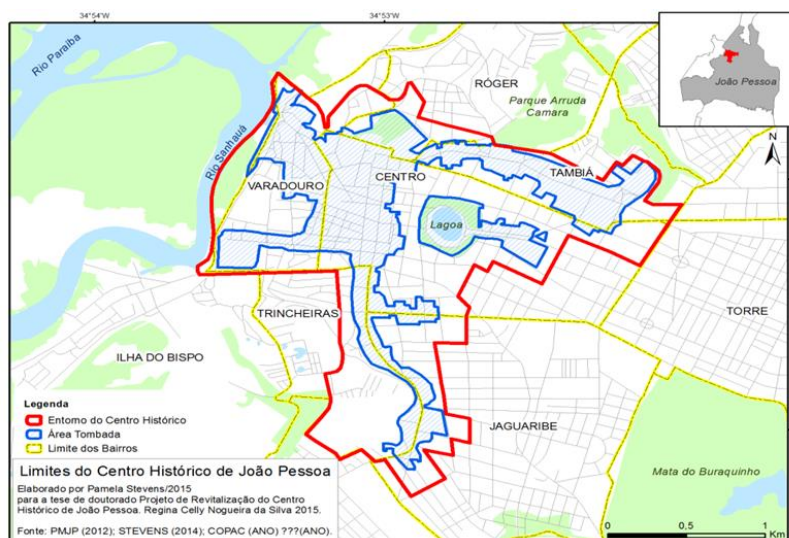 34°54'W
34°53'W
Rio Paraíba
RÓGER
Parque Arruda
Camara
João Pessoa
N
Rio Sanhauá
CENTRO
TAMBIÁ
VARADOURO
Lagoa
TRINCHEIRAS
TORRE
ILHA DO BISPO
JAGUARIBE
Mata do Buraquinho
Legenda
Entorno do Centro Histórico
Área Tombada
Limite dos Bairros
Limites do Centro Histórico de João Pessoa
Elaborado por Pamela Stevens/2015
para a tese de doutorado Projeto de Revitalização do Centro
Histórico de João Pessoa. Regina Celly Nogueira da Silva 2015.
Fonte: PMJP (2012); STEVENS (2014); COPAC (ANO) ???(ANO).
0 0,5 1
Km